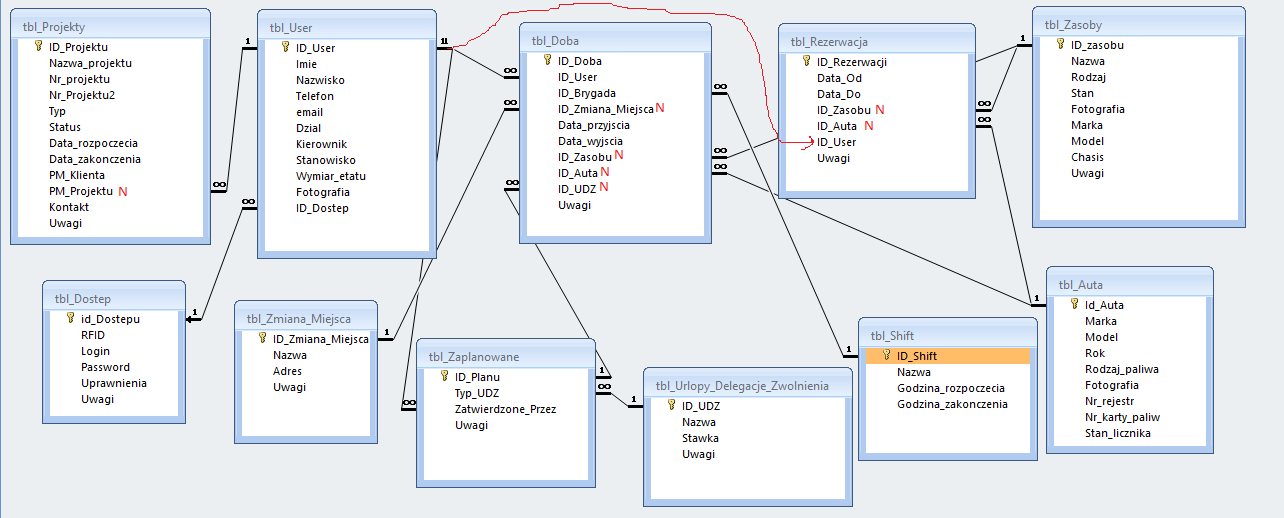 tbl_Projekty
ID_Projektu
Nazwa_projektu
Nr_projektu
Nr_Projektu2
Typ
Status
Data_rozpoczecia
Data_zakonczenia
PM_Klienta
PM_Projektu N
Kontakt
Uwagi
tbl_User
ID_User
Imie
Nazwisko
Telefon
email
Dzial
Kierownik
Stanowisko
Wymiar_etatu
Fotografia
ID_Dostep
tbl_Doba
ID_Doba
ID_User
ID_Brygada
ID_Zmiana_Miejsca N
Data_przyjscia
Data_wyjscia
ID_Zasobu N
ID_Auta N
ID_UDZ N
Uwagi
tbl_Rezerwacja
ID_Rezerwacji
Data_Od
Data_Do
ID_Zasobu N
ID_Auta N
ID_User
Uwagi
tbl_Zasoby
ID_zasobu
Nazwa
Rodzaj
Stan
Fotografia
Marka
Model
Chasis
Uwagi
tbl_Dostep
id_Dostepu
RFID
Login
Password
Uprawnienia
Uwagi
tbl_Zmiana_Miejsca
ID_Zmiana_Miejsca
Nazwa
Adres
Uwagi
tbl_Zaplanowane
ID_Planu
Typ_UDZ
Zatwierdzone_Przez
Uwagi
tbl_Urlopy_Delegacje_Zwolnienia
ID_UDZ
Nazwa
Stawka
Uwagi
tbl_Shift
ID_Shift
Nazwa
Godzina_rozpoczecia
Godzina_zakonczenia
tbl_Auta
Id_Auta
Marka
Model
Rok
Rodzaj_paliwa
Fotografia
Nr_rejestr
Nr_karty_paliw
Stan_licznika
1
∞
1
1
∞
1
∞
∞
∞
∞
∞
∞
∞
∞
1
1
1
∞
1
∞
1
1
1